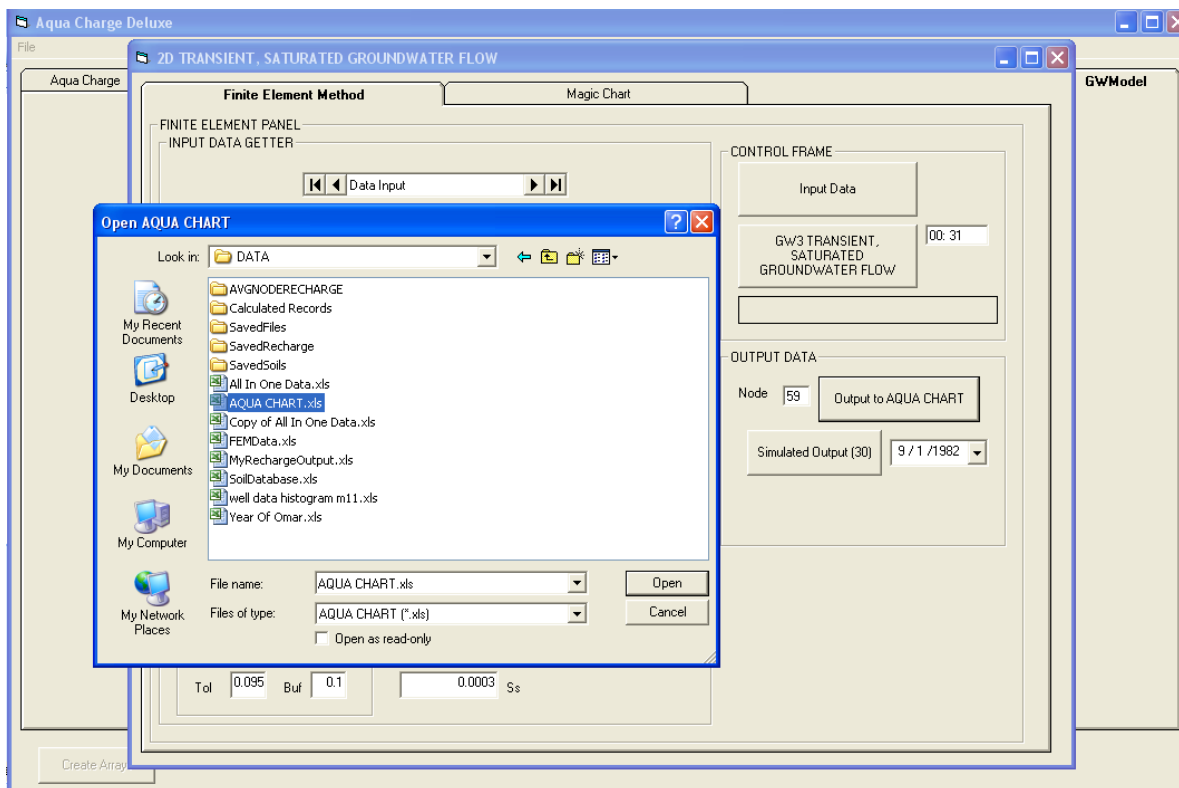 Aqua Charge Deluxe
File
Aqua Charge
GWModel
2D TRANSIENT, SATURATED GROUNDWATER FLOW
Finite Element Method
Magic Chart
FINITE ELEMENT PANEL
INPUT DATA GETTER
Data Input
CONTROL FRAME
Input Data
GW3 TRANSIENT,
SATURATED
GROUNDWATER FLOW
00: 31
OUTPUT DATA
Node 59 Output to AQUA CHART
Simulated Output (30) 9 / 1 /1982
Open AQUA CHART
Look in: DATA
My Recent
Documents
Desktop
My Documents
My Computer
My Network
Places
AVGNODERECHARGE
Calculated Records
SavedFiles
SavedRecharge
SavedSoils
All In One Data.xls
AQUA CHART.xls
Copy of All In One Data.xls
FEMData.xls
MyRechargeOutput.xls
SoilDatabase.xls
well data histogram m11.xls
Year Of Omar.xls
File name: AQUA CHART.xls Open
Files of type: AQUA CHART (*.xls) Cancel
Open as read-only
Tol 0.095 Buf 0.1 0.0003 Ss
Create Array